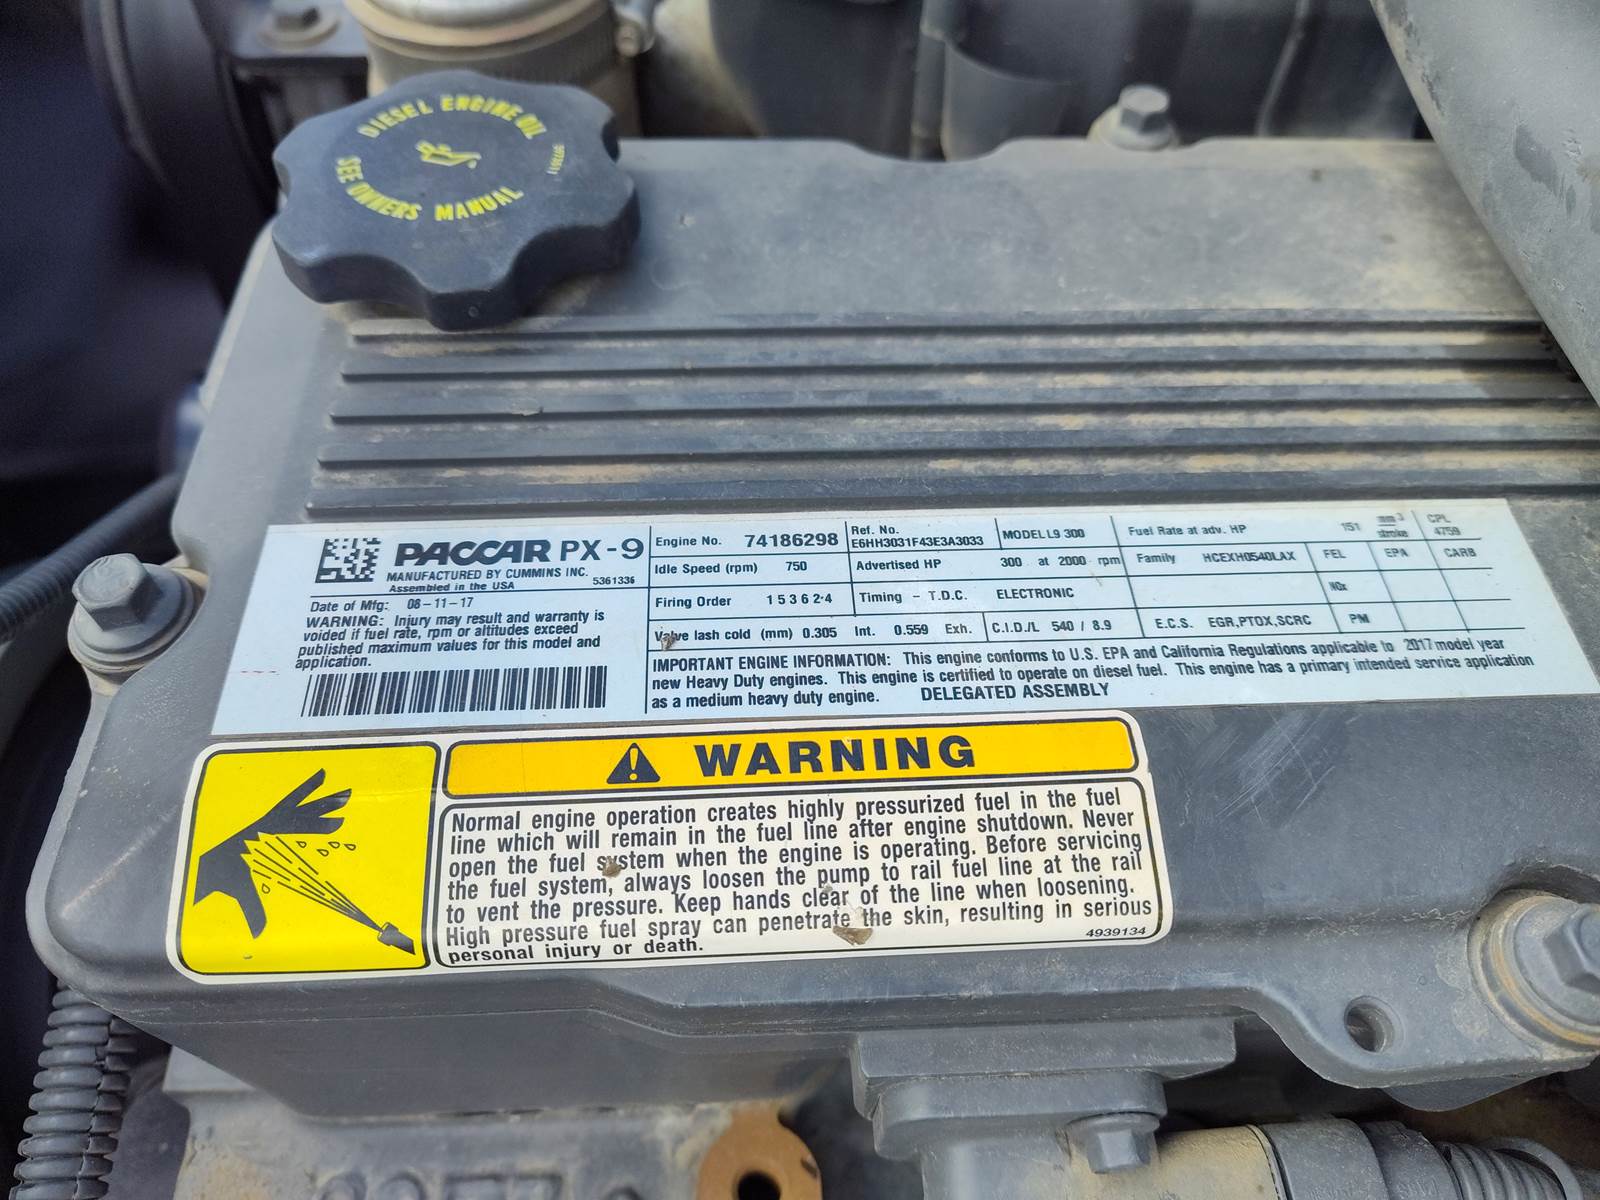 DIESEL ENGINE OIL
SEE OWNERS MANUAL
PACCAR PX-9
MANUFACTURED BY CUMMINS INC. 5361336
Assembled in the USA
Date of Mfg: 08-11-17
WARNING: Injury may result and warranty is
voided if fuel rate, rpm or altitudes exceed
published maximum values for this model and
application.
Engine No. 74186298
Idle Speed (rpm) 750
Firing Order 1 5 3 6 2 4
Valve lash cold (mm) 0.305 Int. 0.559 Exh.
Ref. No.
E6HH3031F43E3A3033
MODEL L9 300
Advertised HP 300 at 2000 rpm
Timing - T.D.C. ELECTRONIC
C.I.D./L 540 / 8.9
Fuel Rate at adv. HP 151 mm3
stroke
CPL
4759
Family HCEXH0540LAX FEL EPA CARB
NOx
E.C.S. EGR,PTOX,SCRC PM
IMPORTANT ENGINE INFORMATION: This engine conforms to U.S. EPA and California Regulations applicable to 2017 model year
new Heavy Duty engines. This engine is certified to operate on diesel fuel. This engine has a primary intended service application
as a medium heavy duty engine. DELEGATED ASSEMBLY
WARNING
Normal engine operation creates highly pressurized fuel in the fuel
line which will remain in the fuel line after engine shutdown. Never
open the fuel system when the engine is operating. Before servicing
the fuel system, always loosen the pump to rail fuel line at the rail
to vent the pressure. Keep hands clear of the line when loosening.
High pressure fuel spray can penetrate the skin, resulting in serious
personal injury or death.
4939134